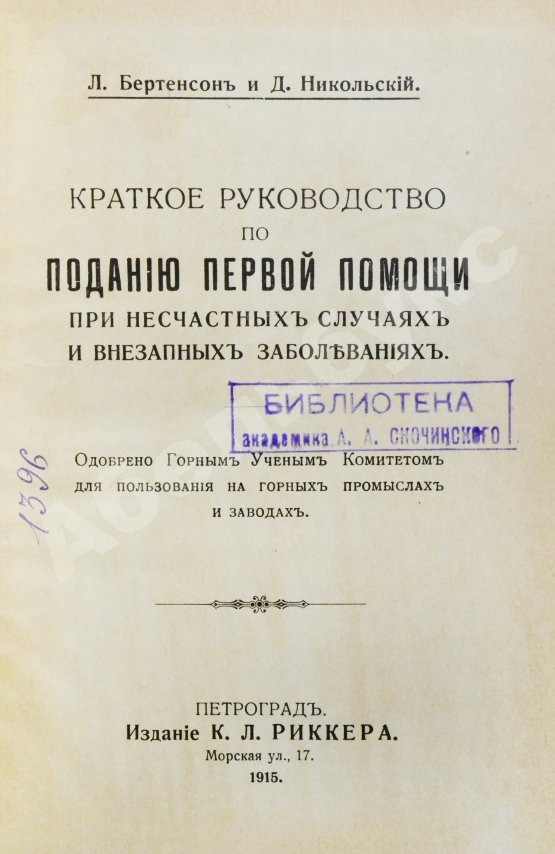 Л. Бертенсонъ и Д. Никольскій.
КРАТКОЕ РУКОВОДСТВО
ПО
ПОДАНІЮ ПЕРВОЙ ПОМОЩИ
ПРИ НЕСЧАСТНЫХЪ СЛУЧАЯХЪ
И ВНЕЗАПНЫХЪ ЗАБОЛѢВАНІЯХЪ.
БИБЛИОТЕКА
академика А. А. СКОЧИНСКОГО
Одобрено Горнымъ Ученымъ Комитетомъ
для пользованія на горныхъ промыслахъ
и заводахъ.
1396
ПЕТРОГРАДЪ.
Изданіе К. Л. РИККЕРА.
Морская ул., 17.
1915.